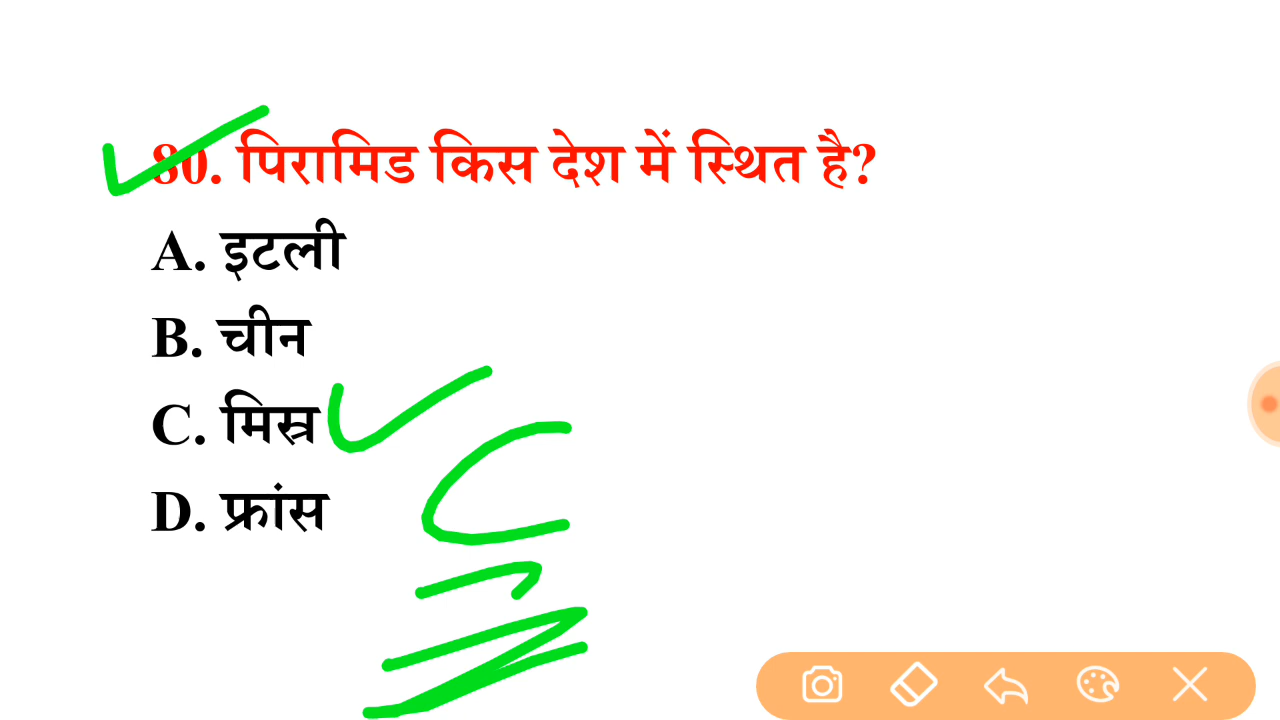 80. पिरामिड किस देश में स्थित है?
A. इटली
B. चीन
C. मिस्र
D. फ्रांस
C